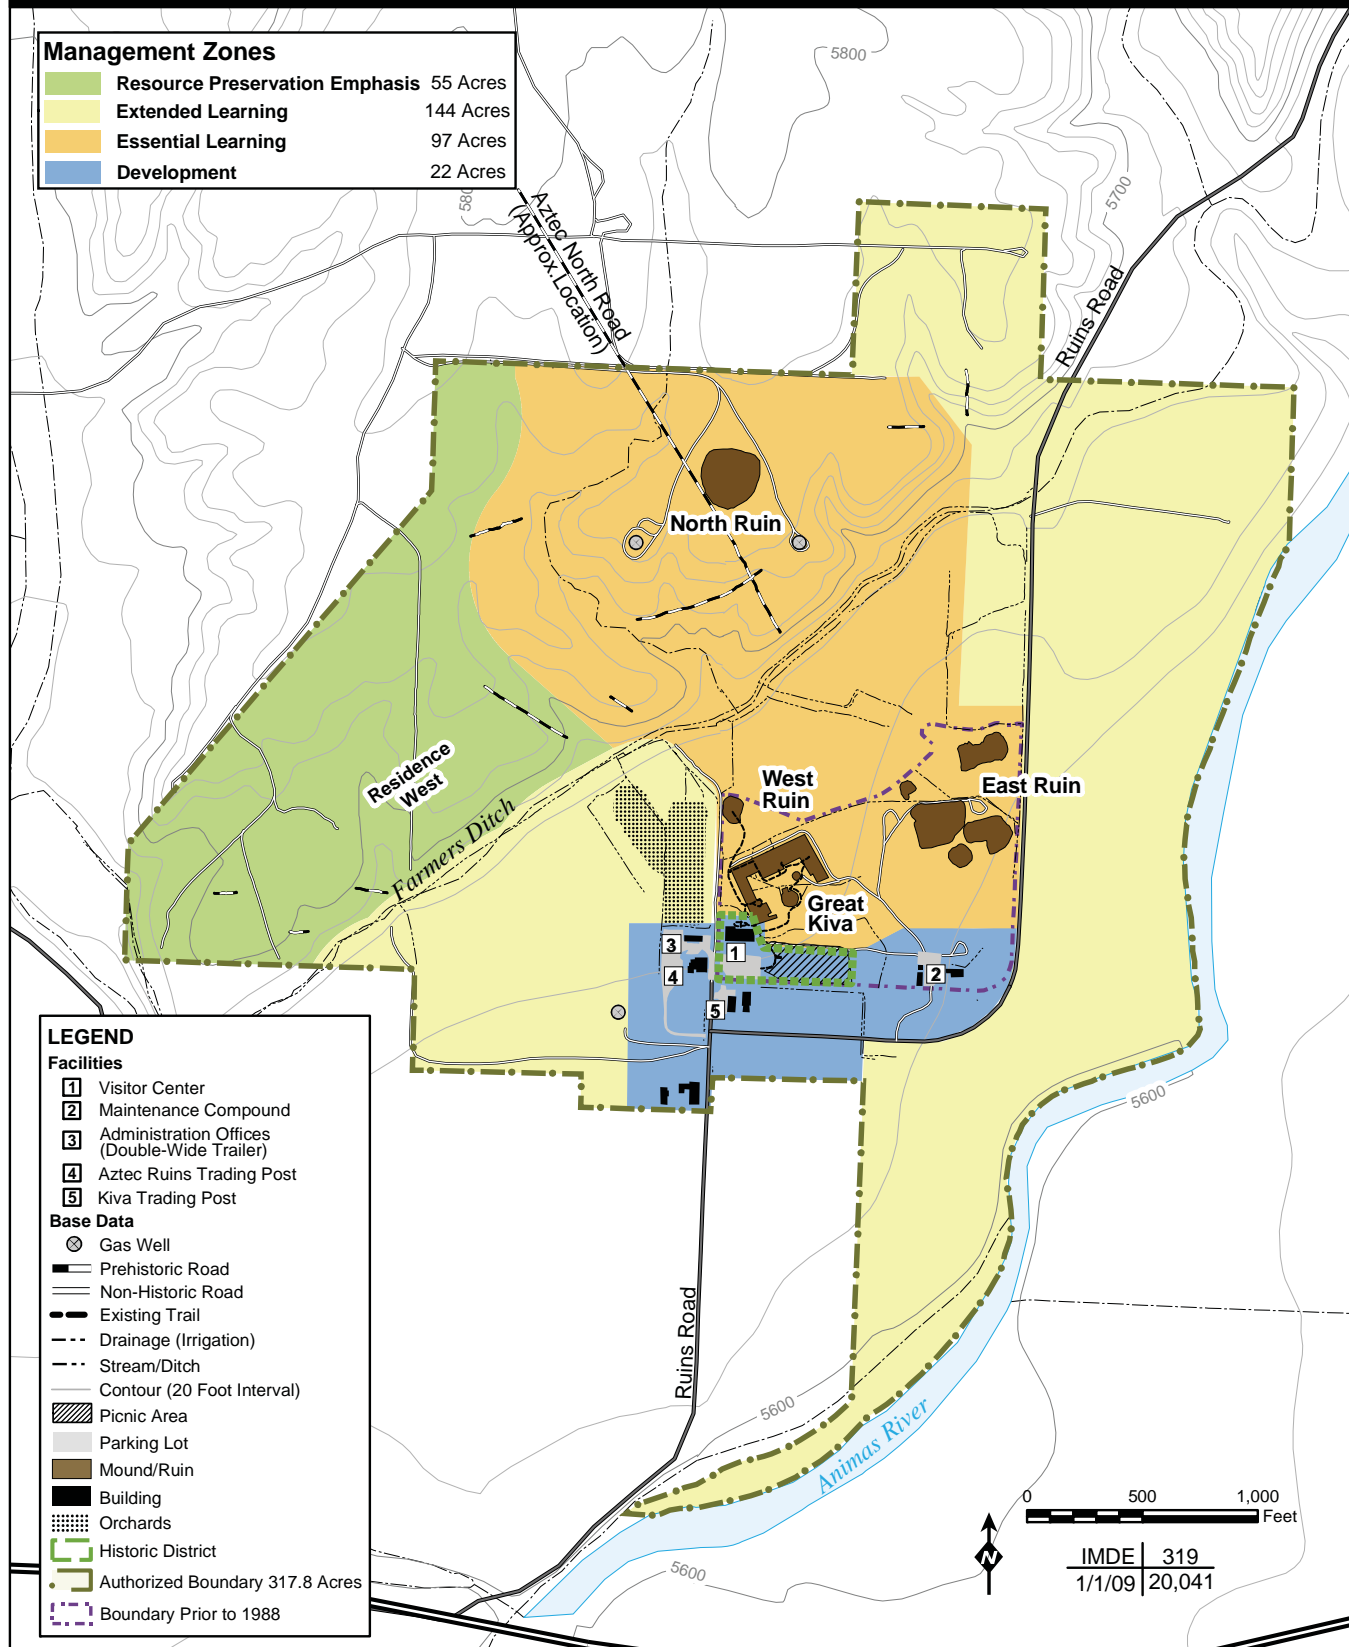 Management Zones
Resource Preservation Emphasis 55 Acres
Extended Learning 144 Acres
Essential Learning 97 Acres
Development 22 Acres
5800
5800
5700
Aztec North Road
(Approx.Location)
Ruins Road
North Ruin
Residence
West
Farmers Ditch
West
Ruin
East Ruin
Great
Kiva
1
2
3
4
5
LEGEND
Facilities
1 Visitor Center
2 Maintenance Compound
3 Administration Offices
(Double-Wide Trailer)
4 Aztec Ruins Trading Post
5 Kiva Trading Post
Base Data
Gas Well
Prehistoric Road
Non-Historic Road
Existing Trail
Drainage (Irrigation)
Stream/Ditch
Contour (20 Foot Interval)
Picnic Area
Parking Lot
Mound/Ruin
Building
Orchards
Historic District
Authorized Boundary 317.8 Acres
Boundary Prior to 1988
5600
Ruins Road
5600
Animas River
5600
0 500 1,000
Feet
N
IMDE 319
1/1/09 20,041